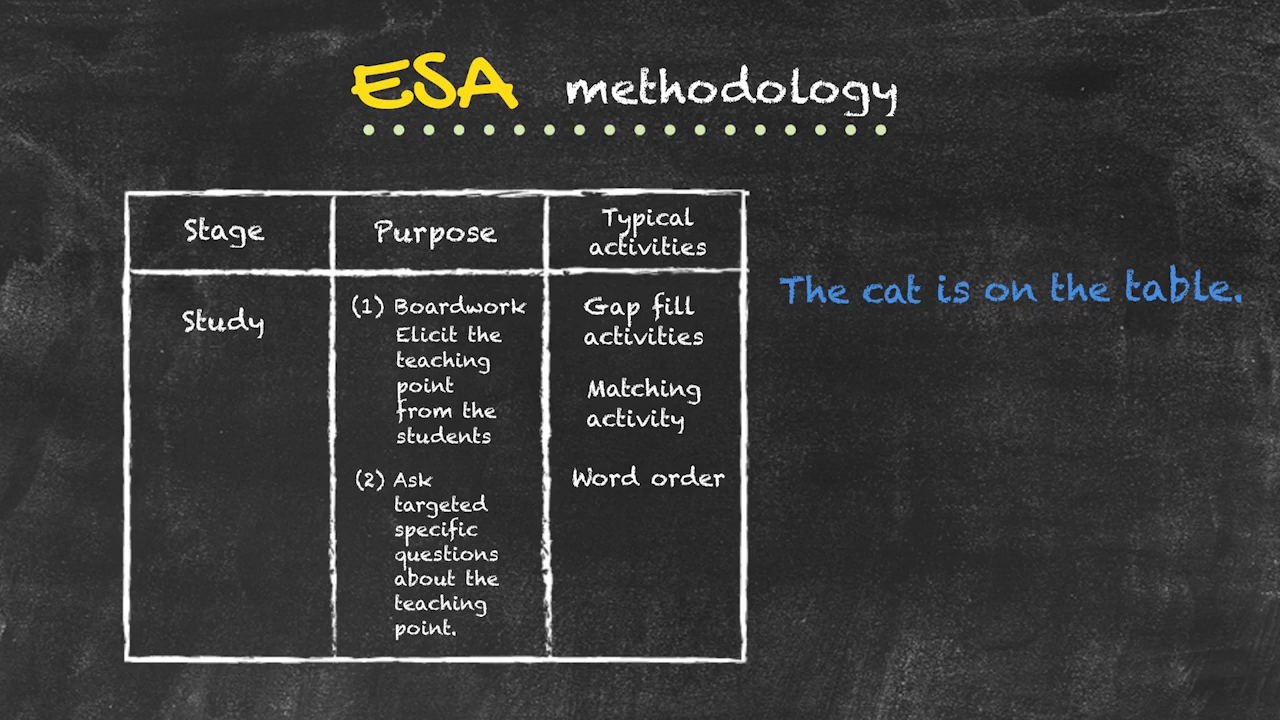 ESA methodology
Stage
Purpose
Typical
activities
Study
(1) Boardwork
Elicit the
teaching
point
from the
students
(2) Ask
targeted
specific
questions
about the
teaching
point.
Gap fill
activities
Matching
activity
Word order
The cat is on the table.